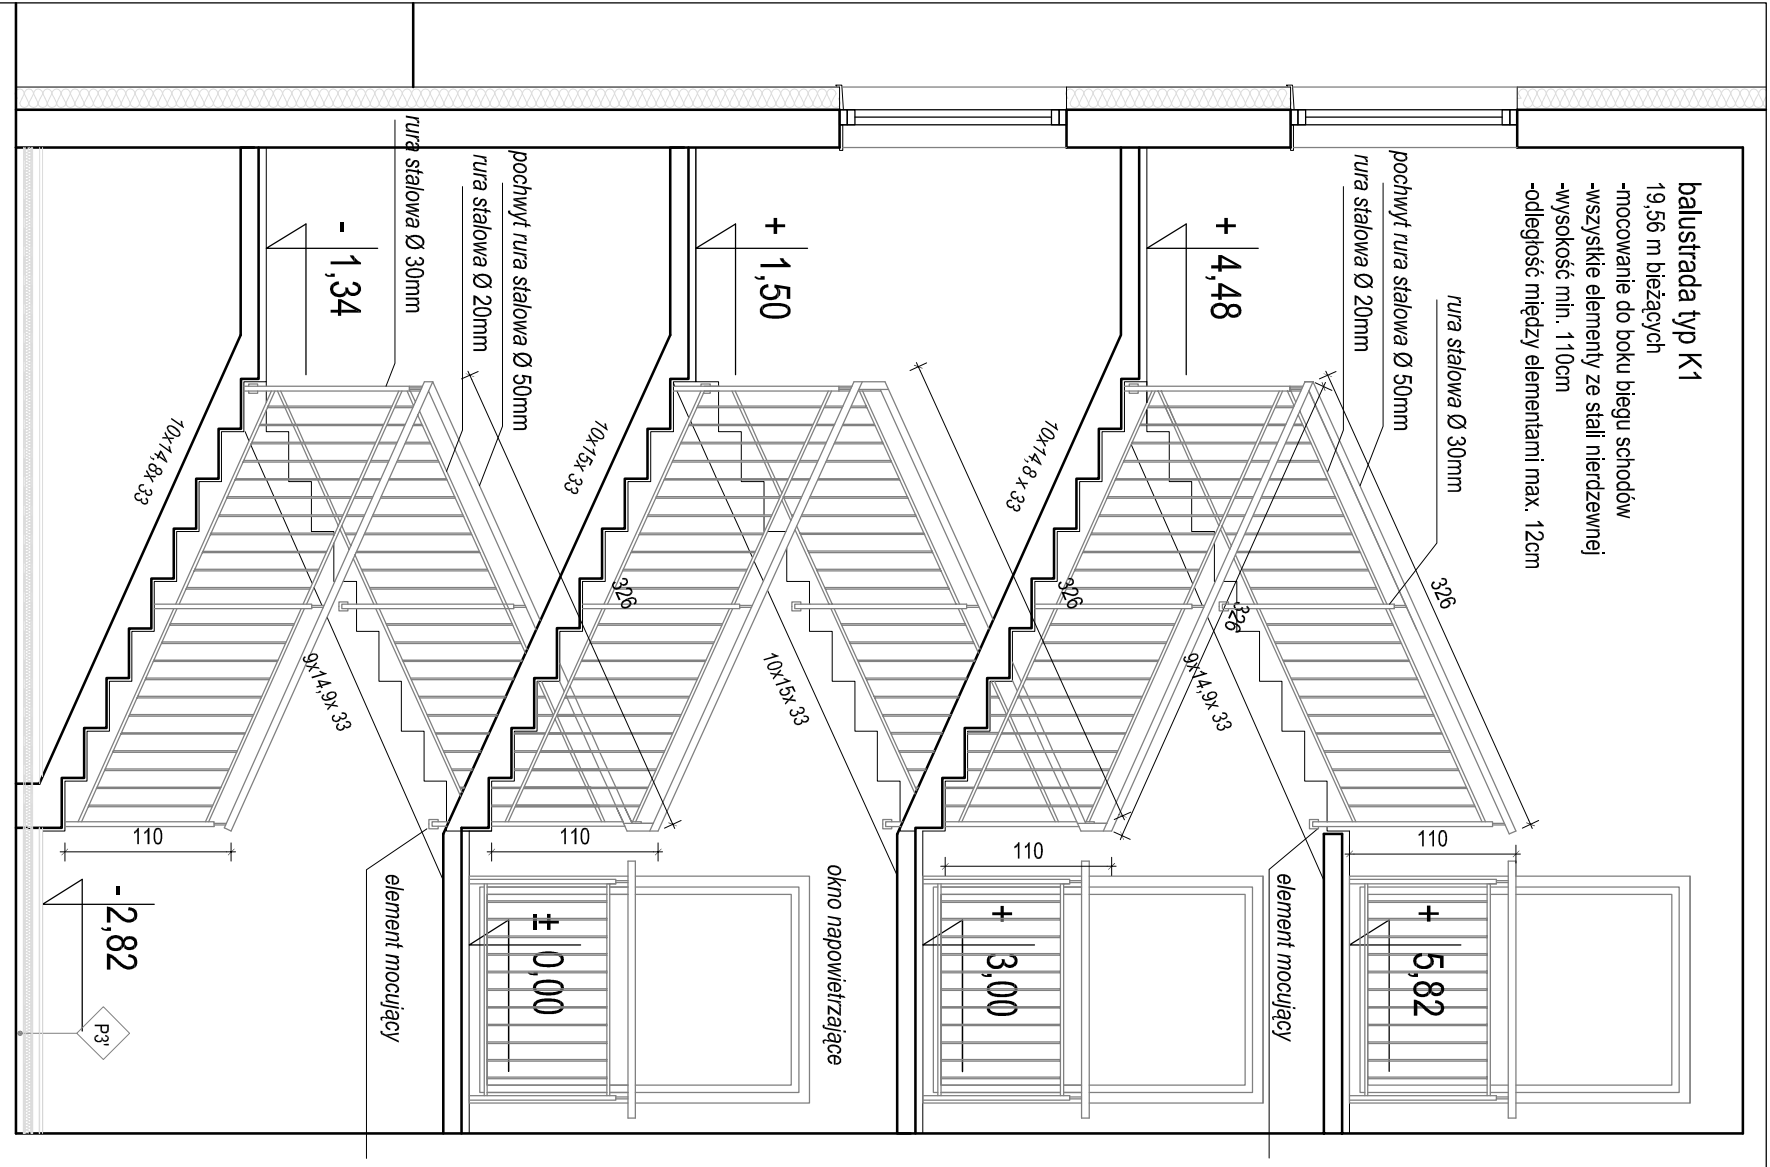 balustrada typ K1
19,56 m bieżących
-mocowanie do boku biegu schodów
-wszystkie elementy ze stali nierdzewnej
-wysokość min. 110cm
-odległość między elementami max. 12cm
rura stalowa Ø 30mm
pochwyt rura stalowa Ø 50mm
rura stalowa Ø 20mm
326
110
+ 5,82
element mocujący
+ 4,48
9x14,9x 33
326
10x14,8 x 33
326
110
+ 3,00
okno napowietrzające
+ 1,50
10x15x 33
10x15x 33
326
110
± 0,000
pochwyt rura stalowa Ø 50mm
rura stalowa Ø 20mm
rura stalowa Ø 30mm
element mocujący
- 1,34
9x14,9x 33
10x14,8x 33
110
-2,82
P3'